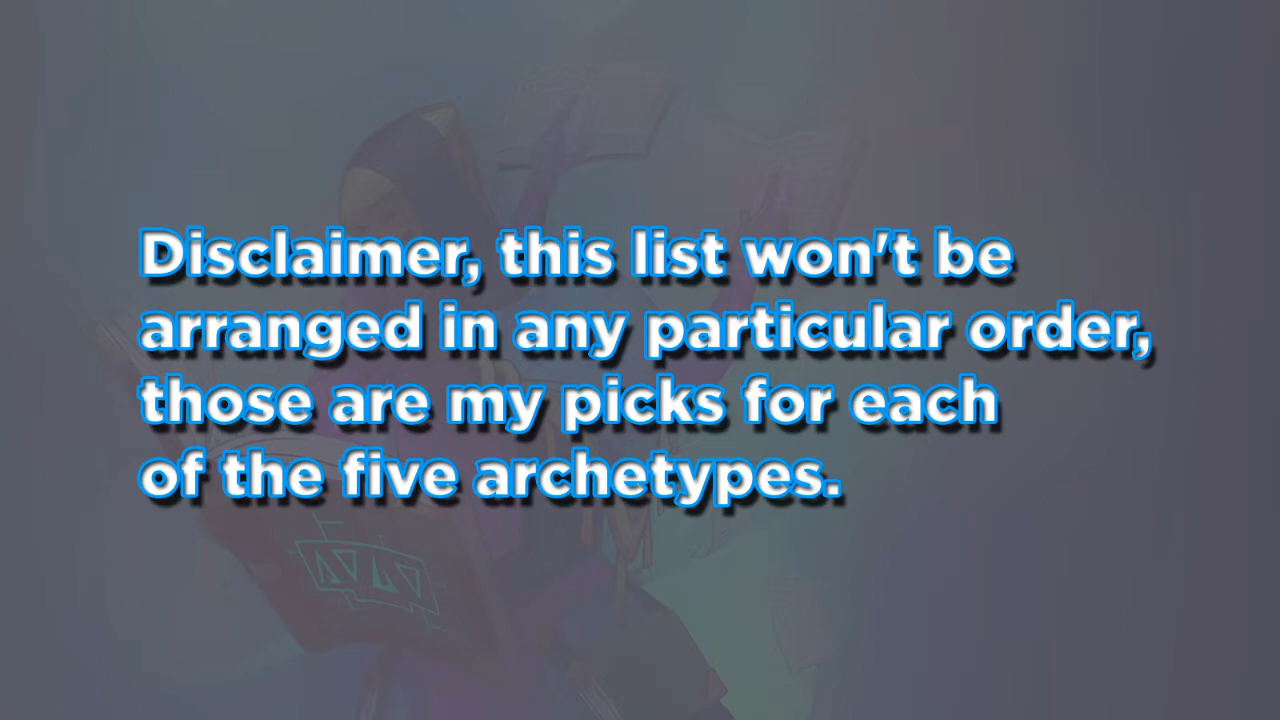 Disclaimer, this list won't be
arranged in any particular order,
those are my picks for each
of the five archetypes.